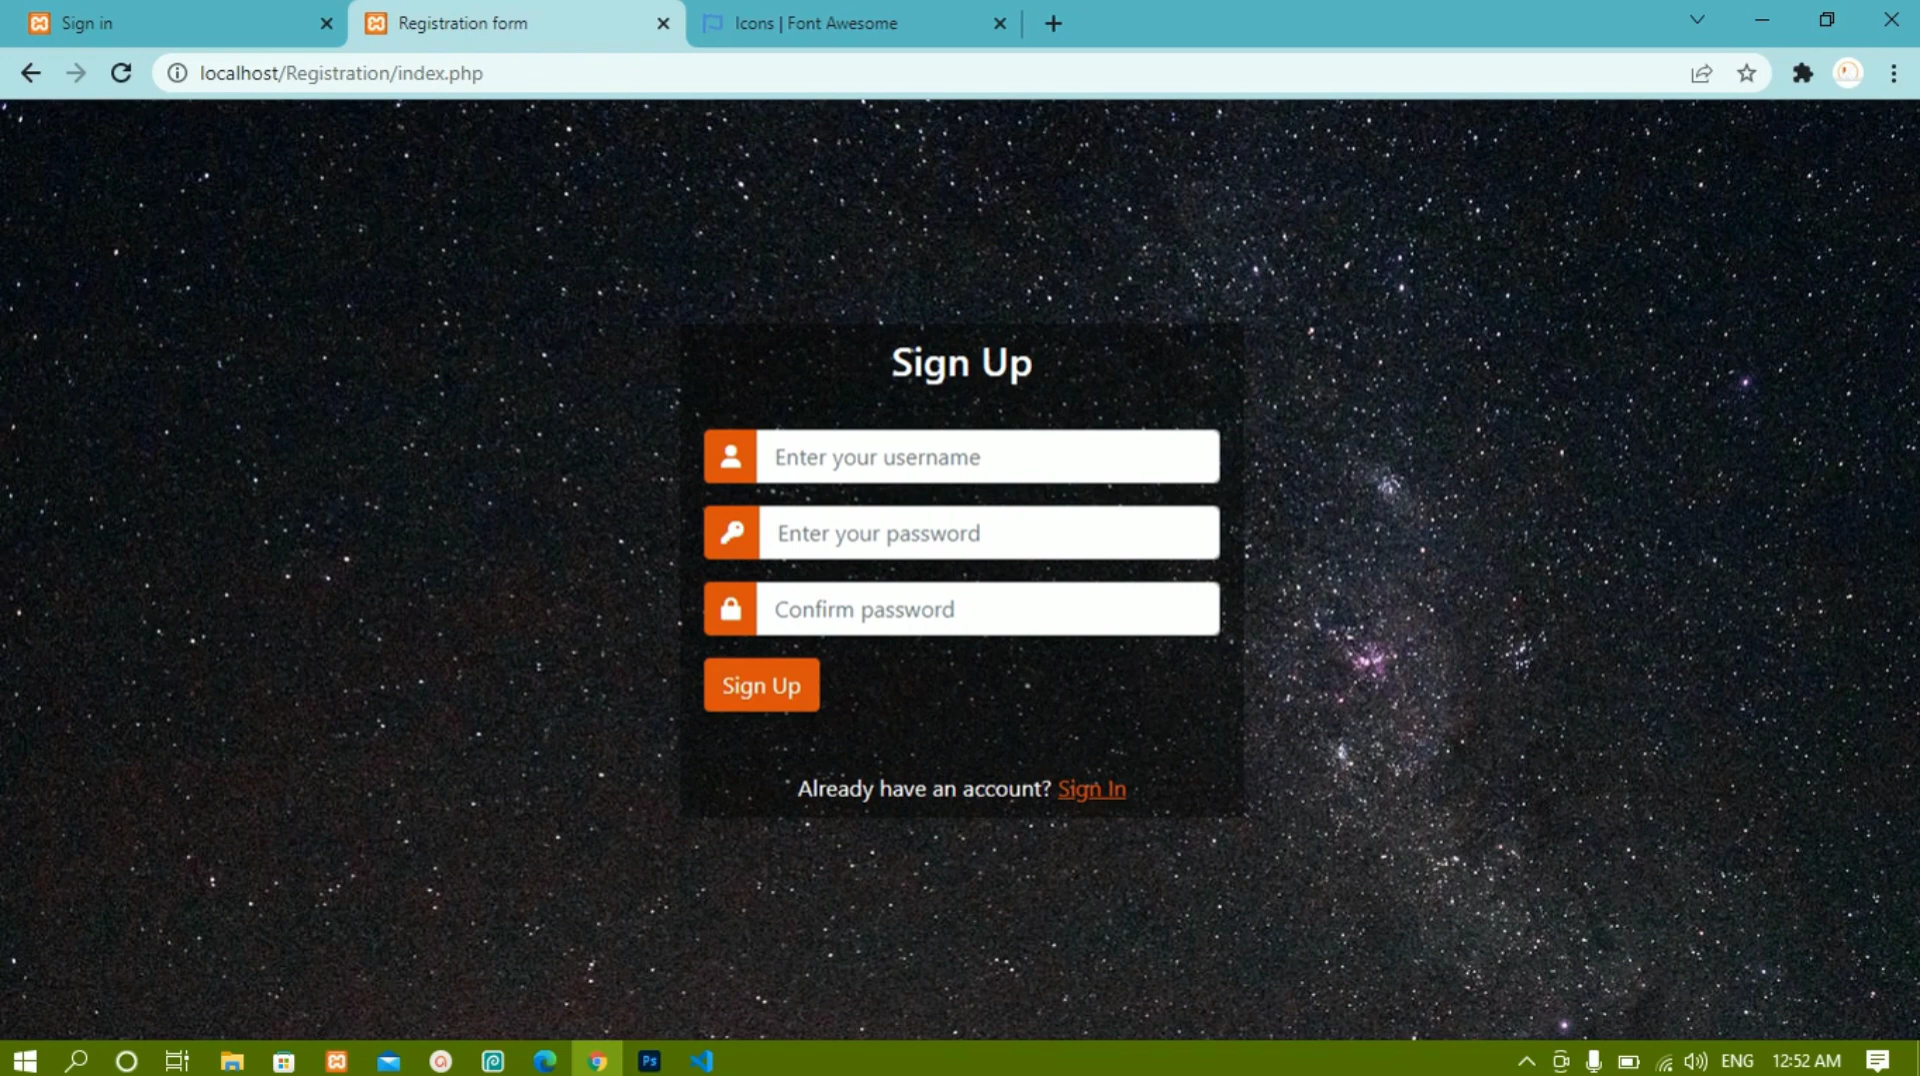 Sign in
Registration form
Icons | Font Awesome
localhost/Registration/index.php
Sign Up
Enter your username
Enter your password
Confirm password
Sign Up
Already have an account? Sign In
Ps
ENG
12:52 AM